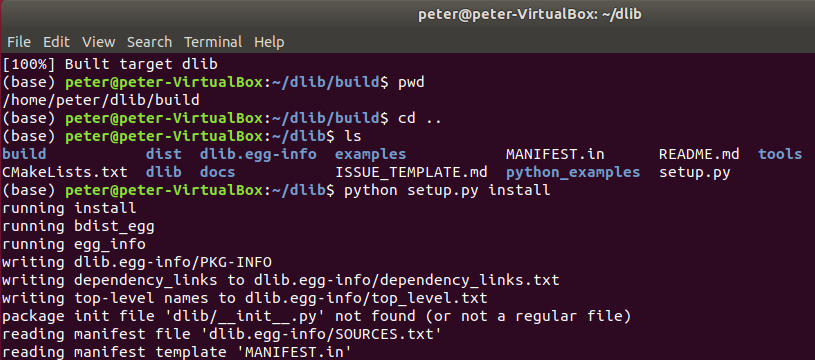 peter@peter-VirtualBox: ~/dlib
File Edit View Search Terminal Help
[100%] Built target dlib
(base) peter@peter-VirtualBox:~/dlib/build$ pwd
/home/peter/dlib/build
(base) peter@peter-VirtualBox:~/dlib/build$ cd ..
(base) peter@peter-VirtualBox:~/dlib$ ls
build dist dlib.egg-info examples MANIFEST.in README.md tools
CMakeLists.txt dlib docs ISSUE_TEMPLATE.md python_examples setup.py
(base) peter@peter-VirtualBox:~/dlib$ python setup.py install
running install
running bdist_egg
running egg_info
writing dlib.egg-info/PKG-INFO
writing dependency_links to dlib.egg-info/dependency_links.txt
writing top-level names to dlib.egg-info/top_level.txt
package init file 'dlib/__init__.py' not found (or not a regular file)
reading manifest file 'dlib.egg-info/SOURCES.txt'
reading manifest template 'MANIFEST.in'